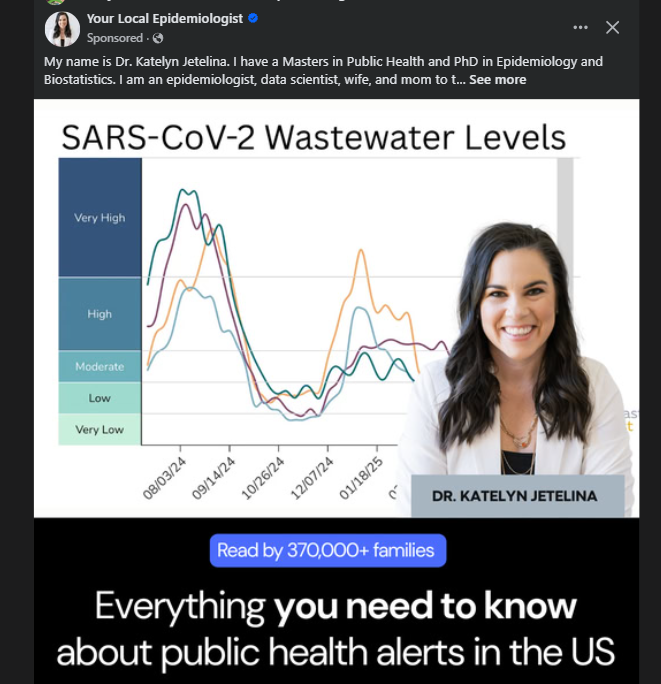 Your Local Epidemiologist
Sponsored ·
My name is Dr. Katelyn Jetelina. I have a Masters in Public Health and PhD in Epidemiology and
Biostatistics. I am an epidemiologist, data scientist, wife, and mom to t... See more
SARS-CoV-2 Wastewater Levels
Very High
High
Moderate
Low
Very Low
08/03/24
09/14/24
10/26/24
12/07/24
01/18/25
DR. KATELYN JETELINA
Read by 370,000+ families
Everything you need to know
about public health alerts in the US